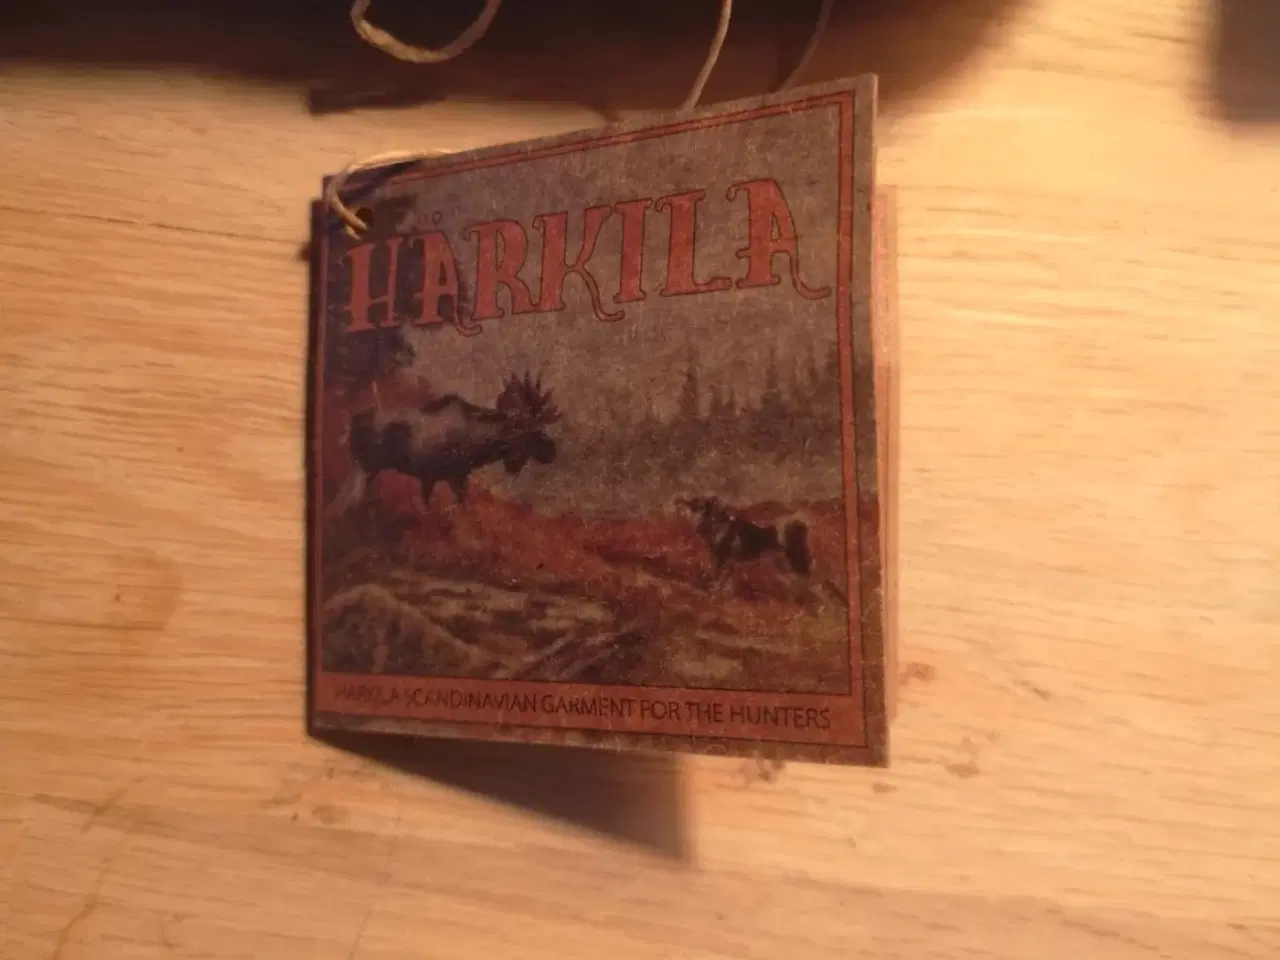 HÄRKILA
HÄRKILA SCANDINAVIAN GARMENT FOR THE HUNTERS